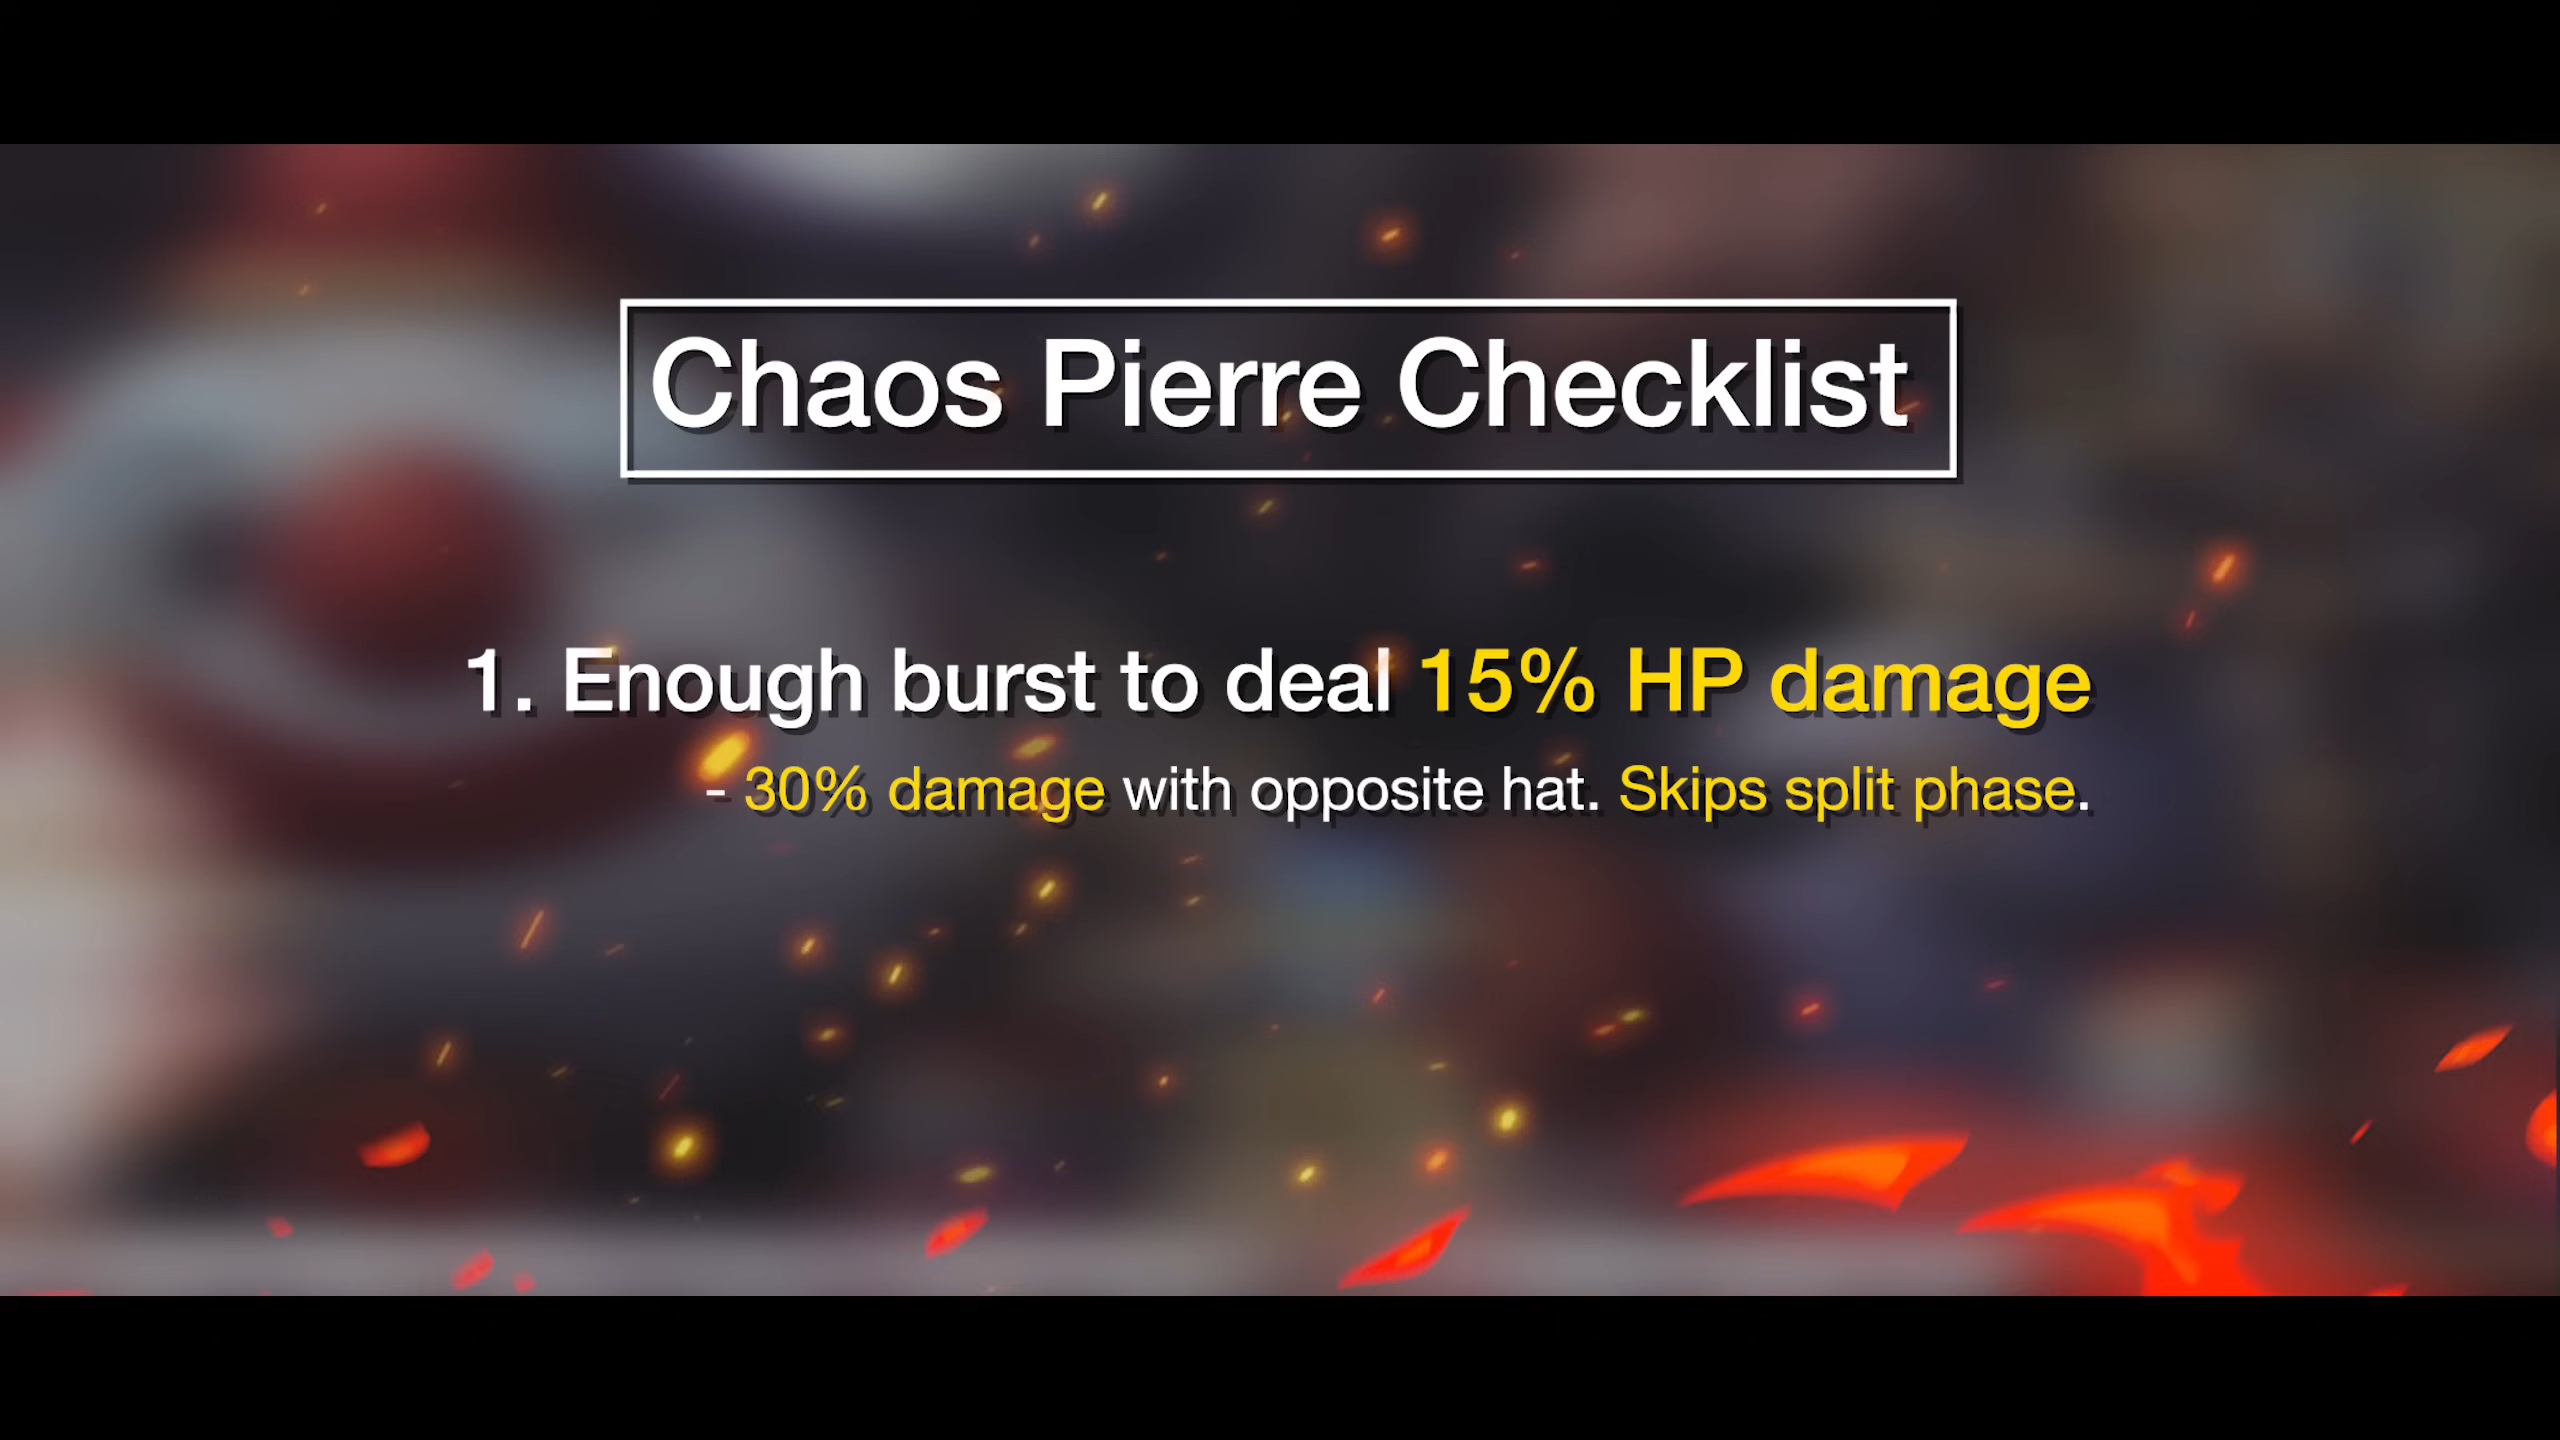 Chaos Pierre Checklist
1. Enough burst to deal 15% HP damage
- 30% damage with opposite hat. Skips split phase.